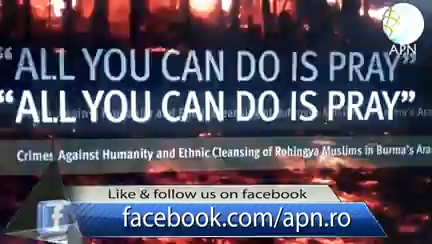 APN
“ALL YOU CAN DO IS PRAY”
“ALL YOU CAN DO IS PRAY”
Crimes Against Humanity and Ethnic Cleansing of Rohingya Muslims in Burma's Ara
Like & follow us on facebook
f facebook.com/apn.ro